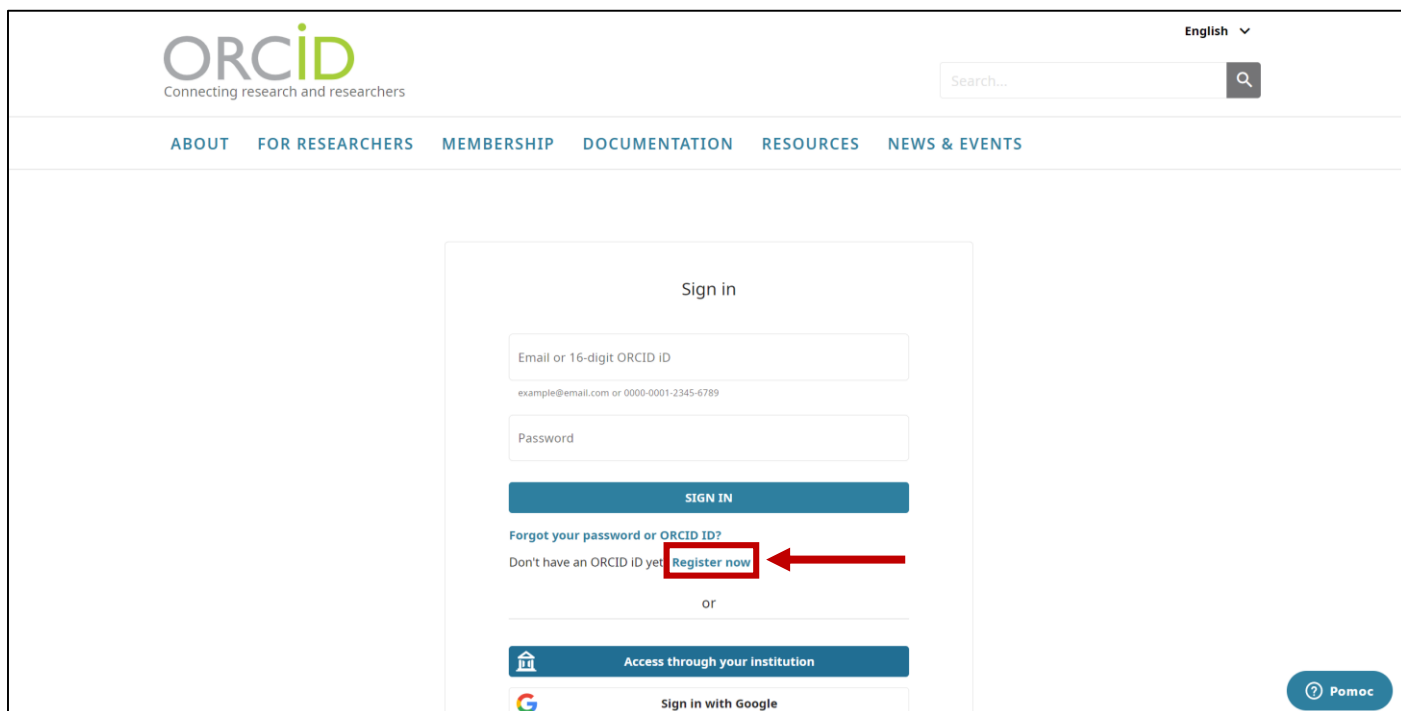 English
ORCiD
Connecting research and researchers
Search...
ABOUT FOR RESEARCHERS MEMBERSHIP DOCUMENTATION RESOURCES NEWS & EVENTS
Sign in
Email or 16-digit ORCID iD
example@email.com or 0000-0001-2345-6789
Password
SIGN IN
Forgot your password or ORCID ID?
Don't have an ORCID iD yet Register now
or
Access through your institution
Sign in with Google
Pomoc